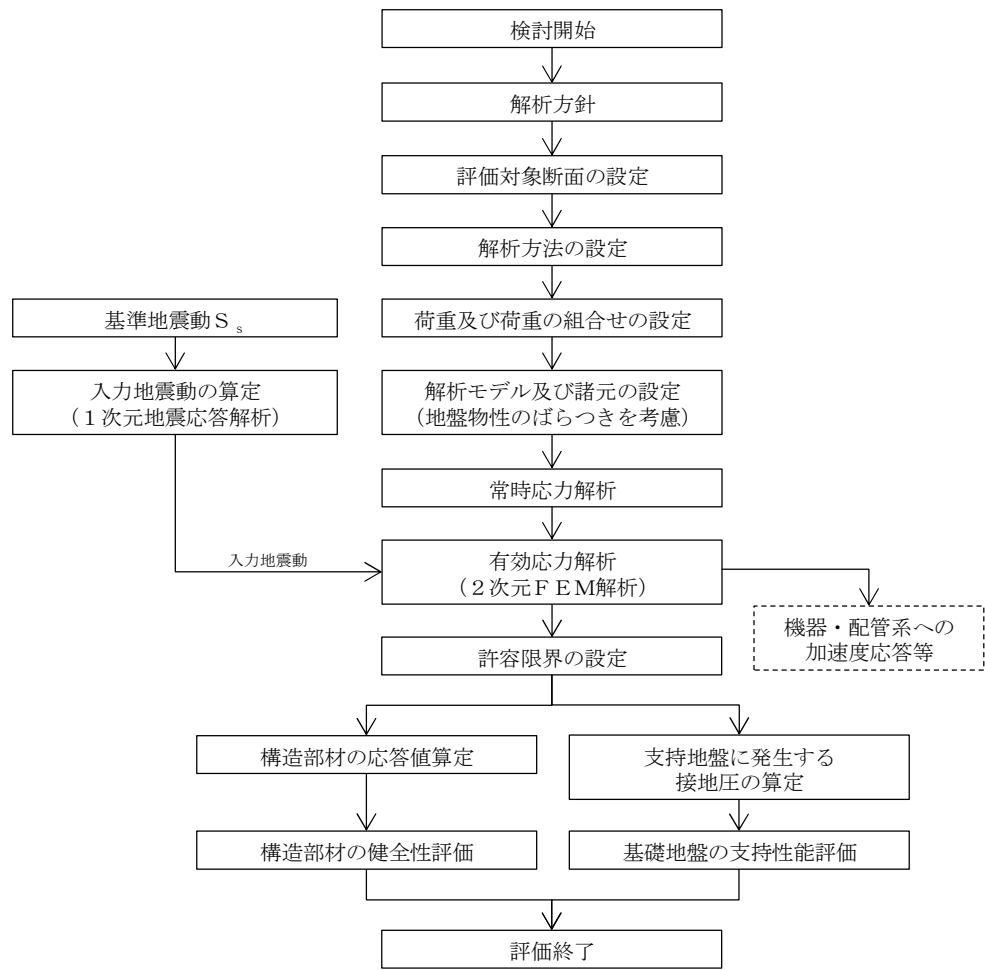 検討開始
解析方針
評価対象断面の設定
解析方法の設定
基準地震動Ｓs
荷重及び荷重の組合せの設定
入力地震動の算定
（１次元地震応答解析）
解析モデル及び諸元の設定
（地盤物性のばらつきを考慮）
常時応力解析
入力地震動
有効応力解析
（２次元ＦＥＭ解析）
機器・配管系への
加速度応答等
許容限界の設定
構造部材の応答値算定
支持地盤に発生する
接地圧の算定
構造部材の健全性評価
基礎地盤の支持性能評価
評価終了